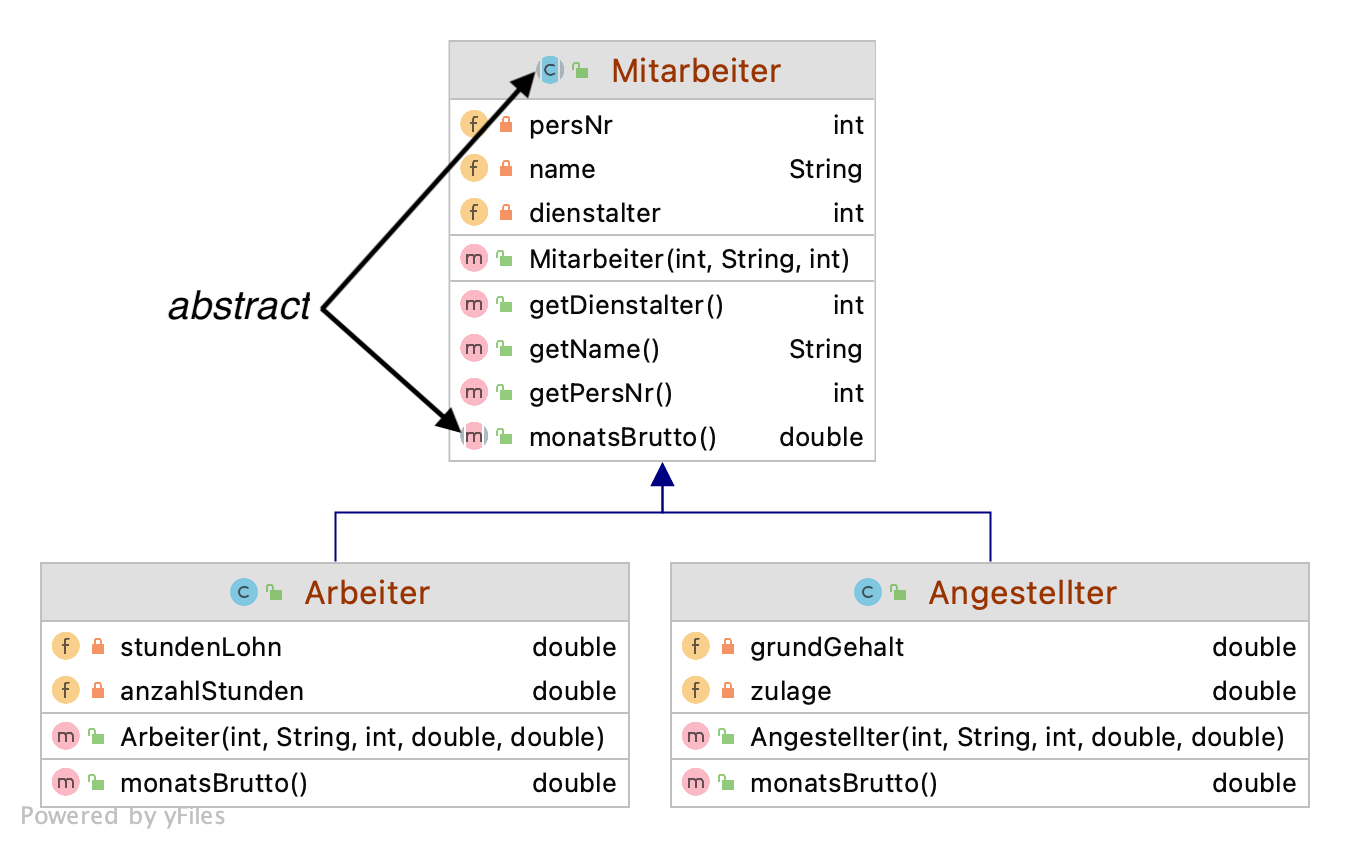 Mitarbeiter
persNr int
name String
dienstalter int
Mitarbeiter(int, String, int)
getDienstalter() int
abstract
getName() String
getPersNr() int
monatsBrutto() double
Arbeiter
stundenLohn double
anzahlStunden double
Arbeiter(int, String, int, double, double)
monatsBrutto() double
Angestellter
grundGehalt double
zulage double
Angestellter(int, String, int, double, double)
monatsBrutto() double
Powered by yFiles